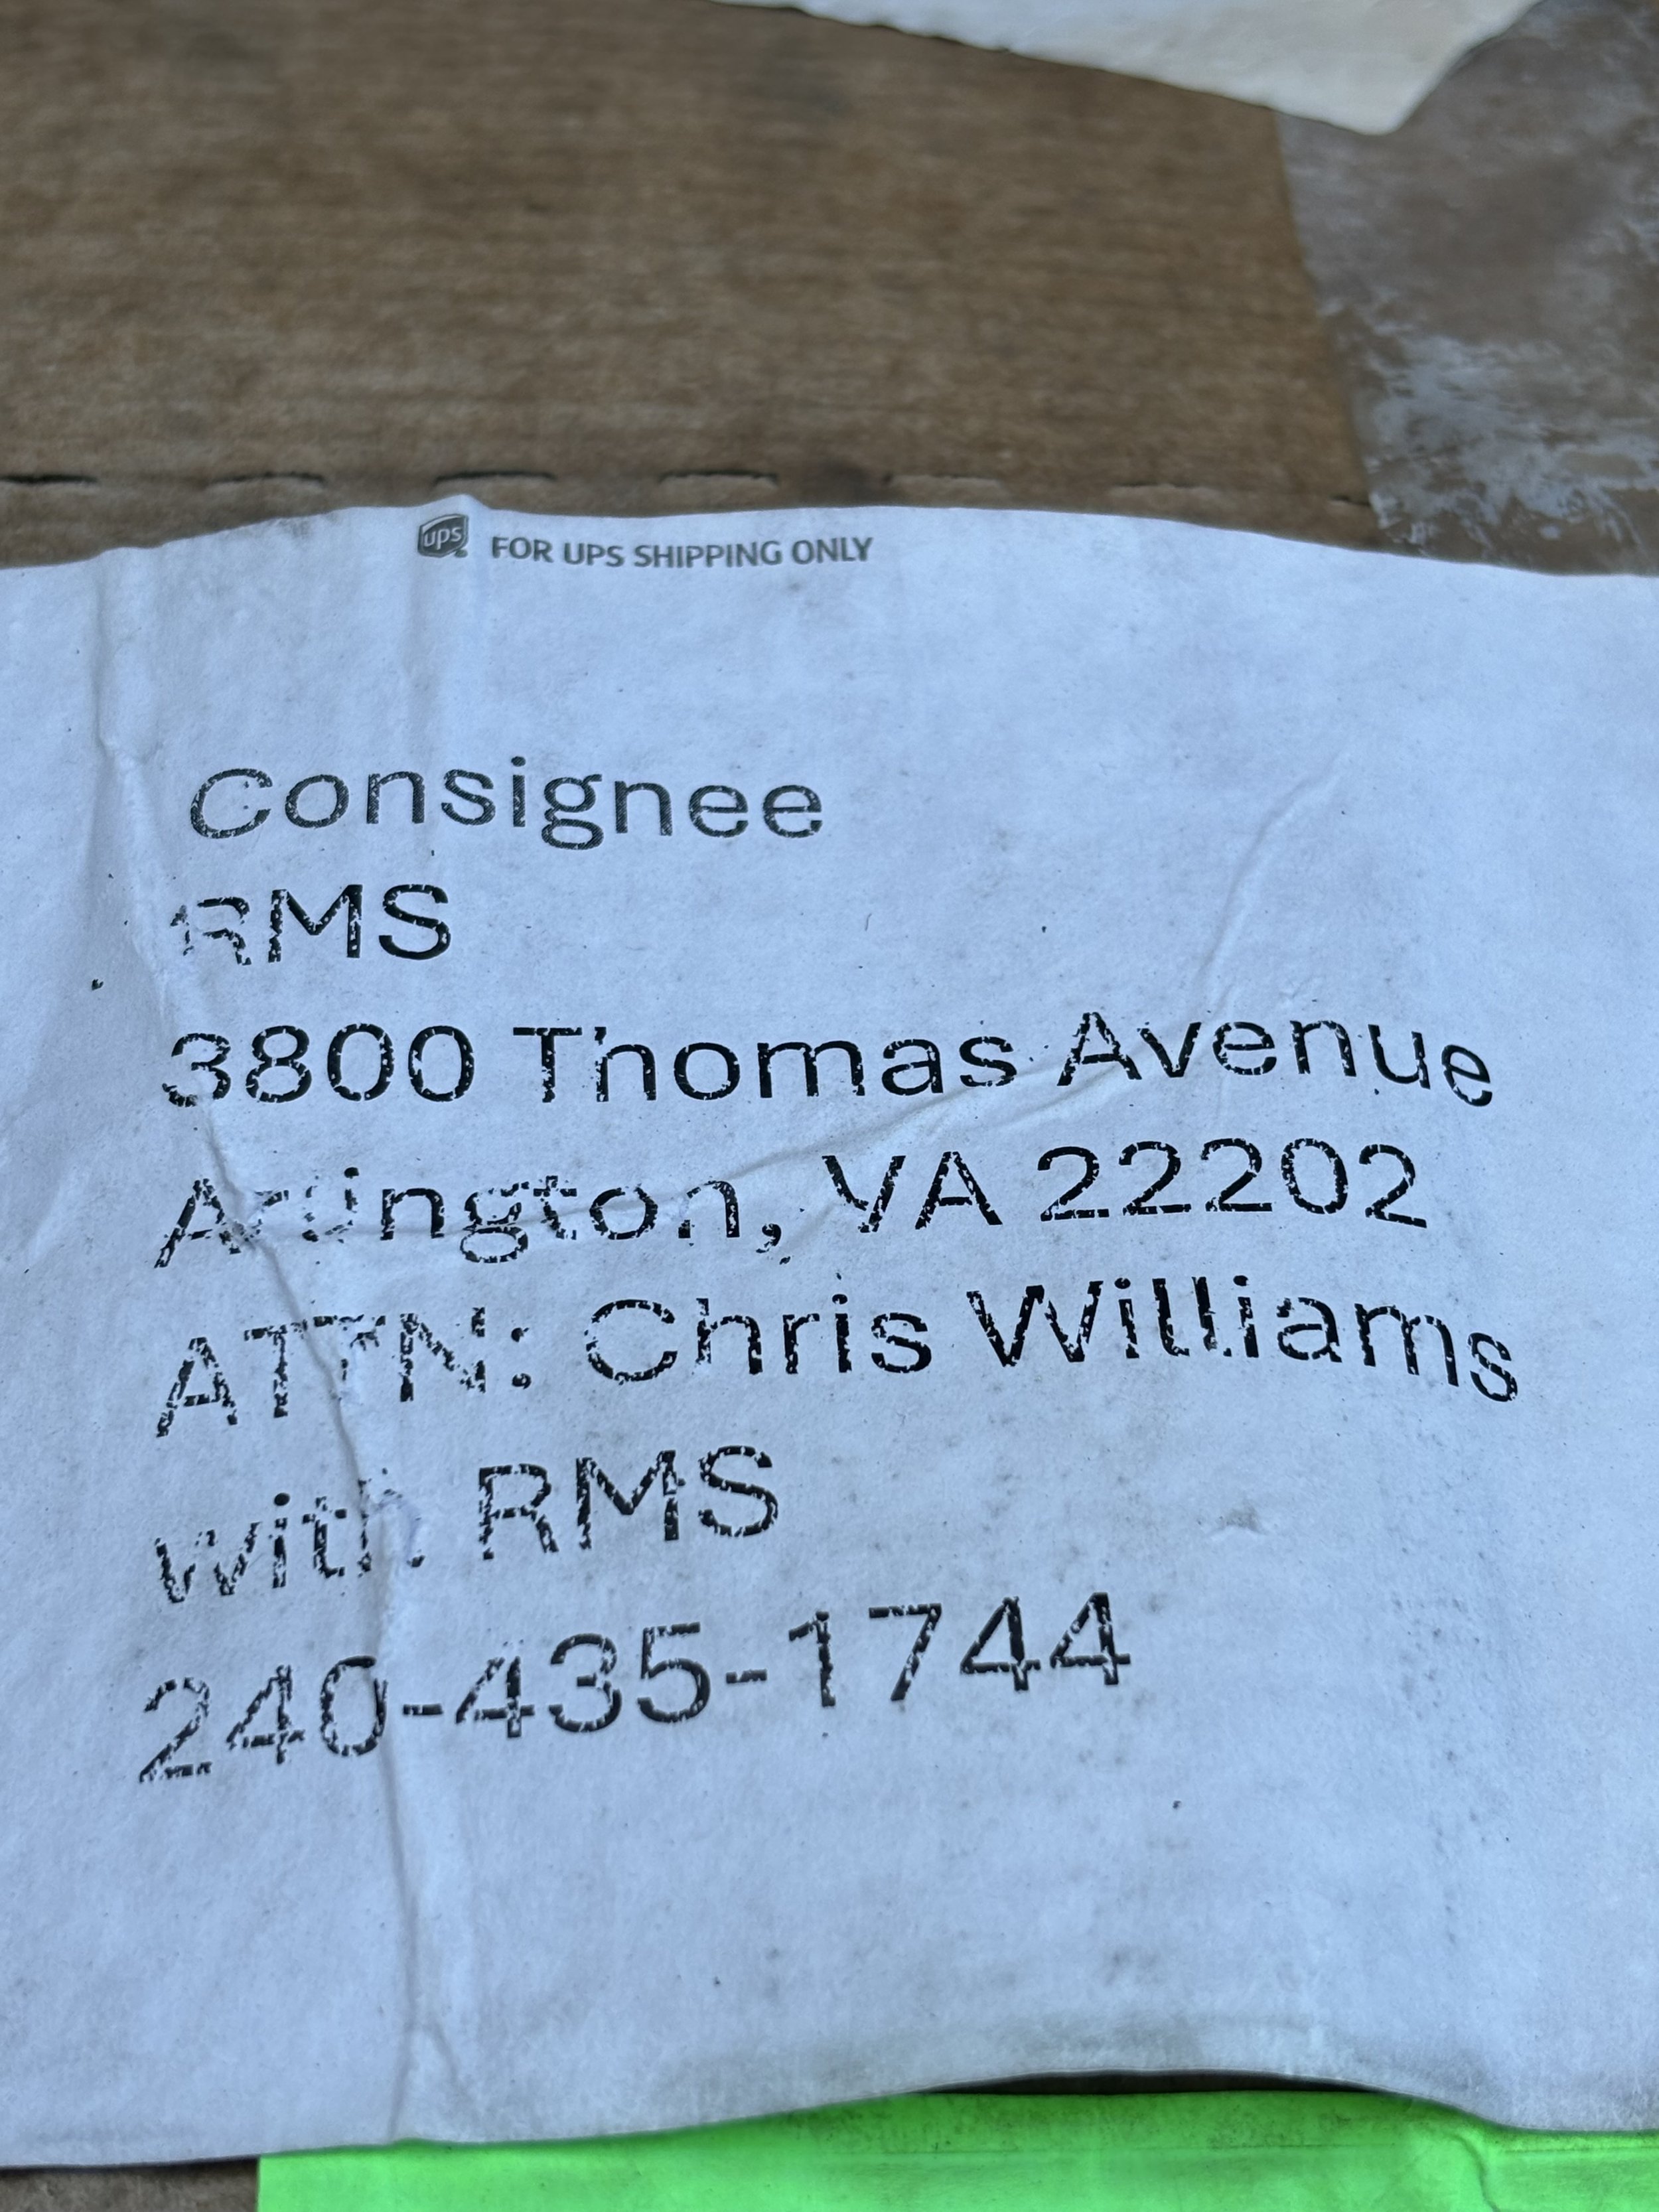 ups FOR UPS SHIPPING ONLY
Consignee
RMS
3800 Thomas Avenue
Arlington, VA 22202
ATTN: Chris Williams
with RMS
240-435-1744